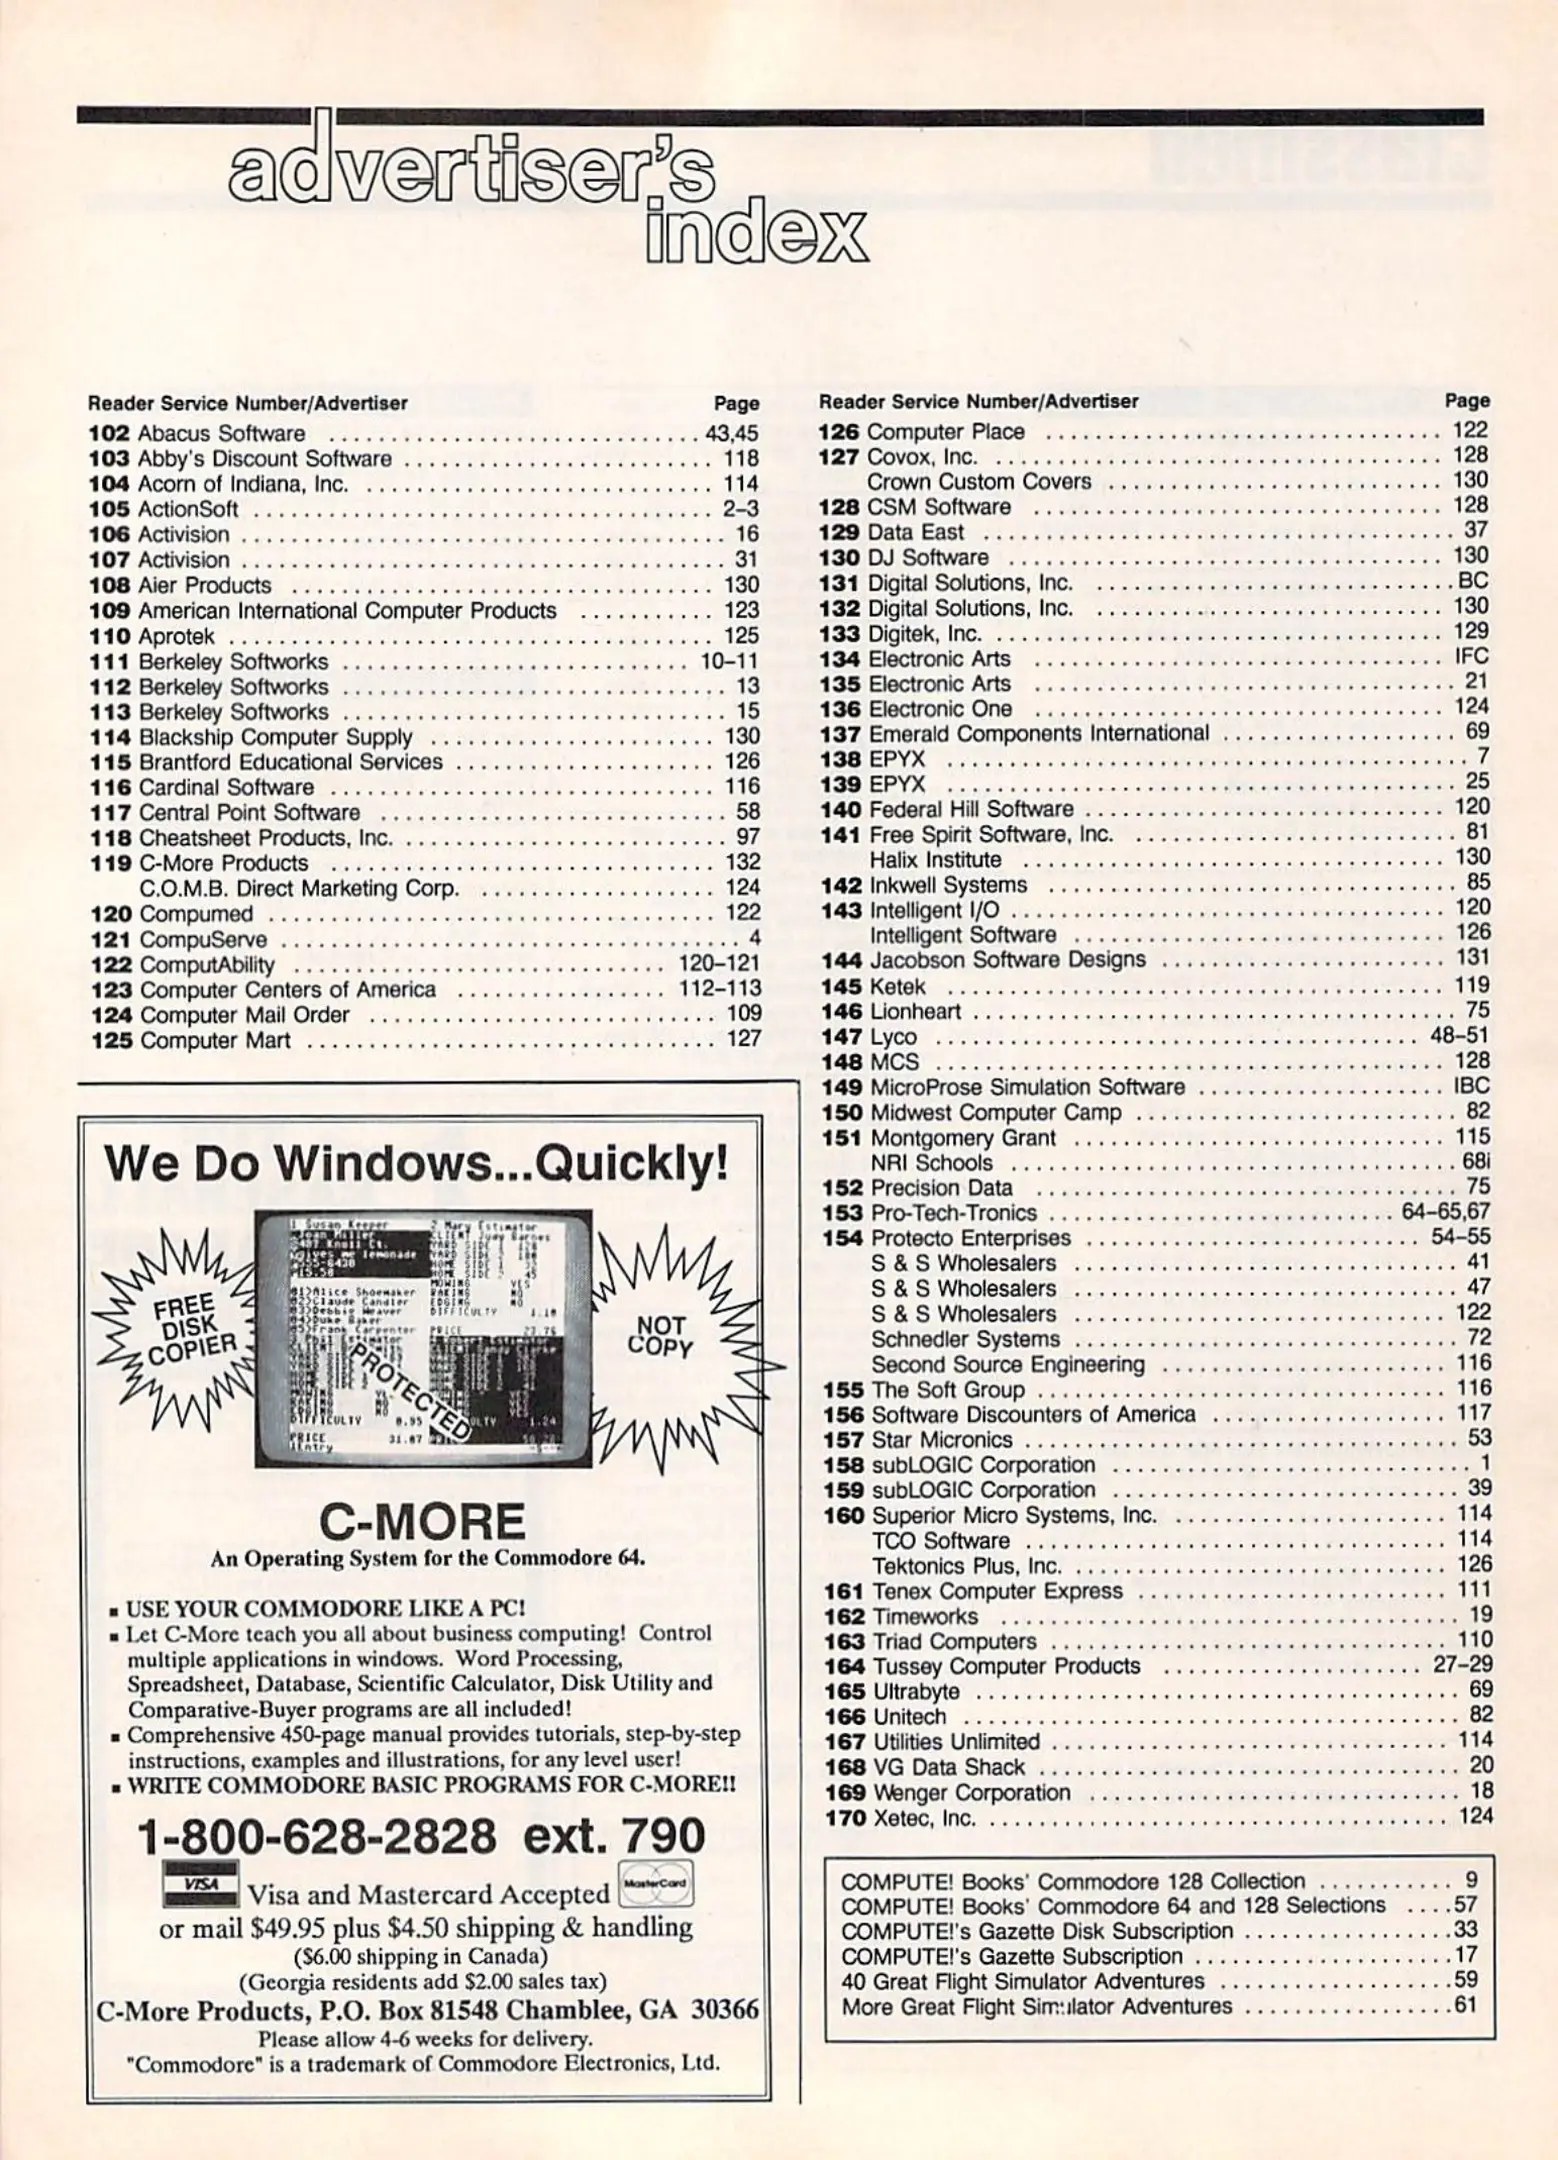 advertiser's
index
Reader Service Number/Advertiser Page
102 Abacus Software 43,45
103 Abby's Discount Software 118
104 Acorn of Indiana, Inc. 114
105 ActionSoft 2–3
106 Activision 16
107 Activision 31
108 Aier Products 130
109 American International Computer Products 123
110 Aprotek 125
111 Berkeley Softworks 10–11
112 Berkeley Softworks 13
113 Berkeley Softworks 15
114 Blackship Computer Supply 130
115 Brantford Educational Services 126
116 Cardinal Software 116
117 Central Point Software 58
118 Cheatsheet Products, Inc. 97
119 C-More Products 132
C.O.M.B. Direct Marketing Corp. 124
120 Compumed 122
121 CompuServe 4
122 ComputAbility 120–121
123 Computer Centers of America 112–113
124 Computer Mail Order 109
125 Computer Mart 127
We Do Windows...Quickly!
FREE
DISK
COPIER
NOT
COPY
PROTECTED
1 Susan Keeper
2 Mary Estimator
C-MORE
An Operating System for the Commodore 64.
▪ USE YOUR COMMODORE LIKE A PC!
▪ Let C-More teach you all about business computing! Control
multiple applications in windows. Word Processing,
Spreadsheet, Database, Scientific Calculator, Disk Utility and
Comparative-Buyer programs are all included!
▪ Comprehensive 450-page manual provides tutorials, step-by-step
instructions, examples and illustrations, for any level user!
▪ WRITE COMMODORE BASIC PROGRAMS FOR C-MORE!!
1-800-628-2828 ext. 790
VISA Visa and Mastercard Accepted MasterCard
or mail $49.95 plus $4.50 shipping & handling
($6.00 shipping in Canada)
(Georgia residents add $2.00 sales tax)
C-More Products, P.O. Box 81548 Chamblee, GA 30366
Please allow 4-6 weeks for delivery.
"Commodore" is a trademark of Commodore Electronics, Ltd.
Reader Service Number/Advertiser Page
126 Computer Place 122
127 Covox, Inc. 128
Crown Custom Covers 130
128 CSM Software 128
129 Data East 37
130 DJ Software 130
131 Digital Solutions, Inc. BC
132 Digital Solutions, Inc. 130
133 Digitek, Inc. 129
134 Electronic Arts IFC
135 Electronic Arts 21
136 Electronic One 124
137 Emerald Components International 69
138 EPYX 7
139 EPYX 25
140 Federal Hill Software 120
141 Free Spirit Software, Inc. 81
Halix Institute 130
142 Inkwell Systems 85
143 Intelligent I/O 120
Intelligent Software 126
144 Jacobson Software Designs 131
145 Ketek 119
146 Lionheart 75
147 Lyco 48–51
148 MCS 128
149 MicroProse Simulation Software IBC
150 Midwest Computer Camp 82
151 Montgomery Grant 115
NRI Schools 68i
152 Precision Data 75
153 Pro-Tech-Tronics 64–65,67
154 Protecto Enterprises 54–55
S & S Wholesalers 41
S & S Wholesalers 47
S & S Wholesalers 122
Schnedler Systems 72
Second Source Engineering 116
155 The Soft Group 116
156 Software Discounters of America 117
157 Star Micronics 53
158 subLOGIC Corporation 1
159 subLOGIC Corporation 39
160 Superior Micro Systems, Inc. 114
TCO Software 114
Tektonics Plus, Inc. 126
161 Tenex Computer Express 111
162 Timeworks 19
163 Triad Computers 110
164 Tussey Computer Products 27–29
165 Ultrabyte 69
166 Unitech 82
167 Utilities Unlimited 114
168 VG Data Shack 20
169 Wenger Corporation 18
170 Xetec, Inc. 124
COMPUTE! Books' Commodore 128 Collection 9
COMPUTE! Books' Commodore 64 and 128 Selections 57
COMPUTE!'s Gazette Disk Subscription 33
COMPUTE!'s Gazette Subscription 17
40 Great Flight Simulator Adventures 59
More Great Flight Simulator Adventures 61